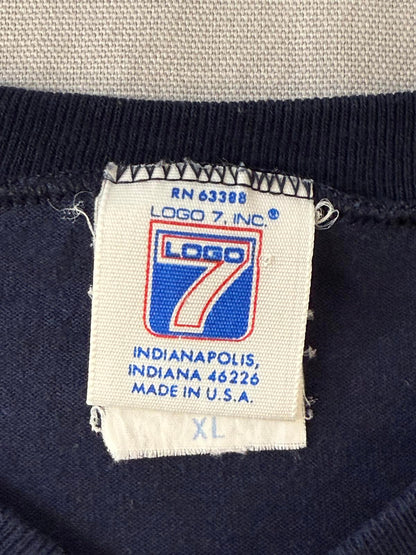 RN 63388
LOGO 7, INC.®
LOGO
7
INDIANAPOLIS,
INDIANA 46226
MADE IN U.S.A.
XL